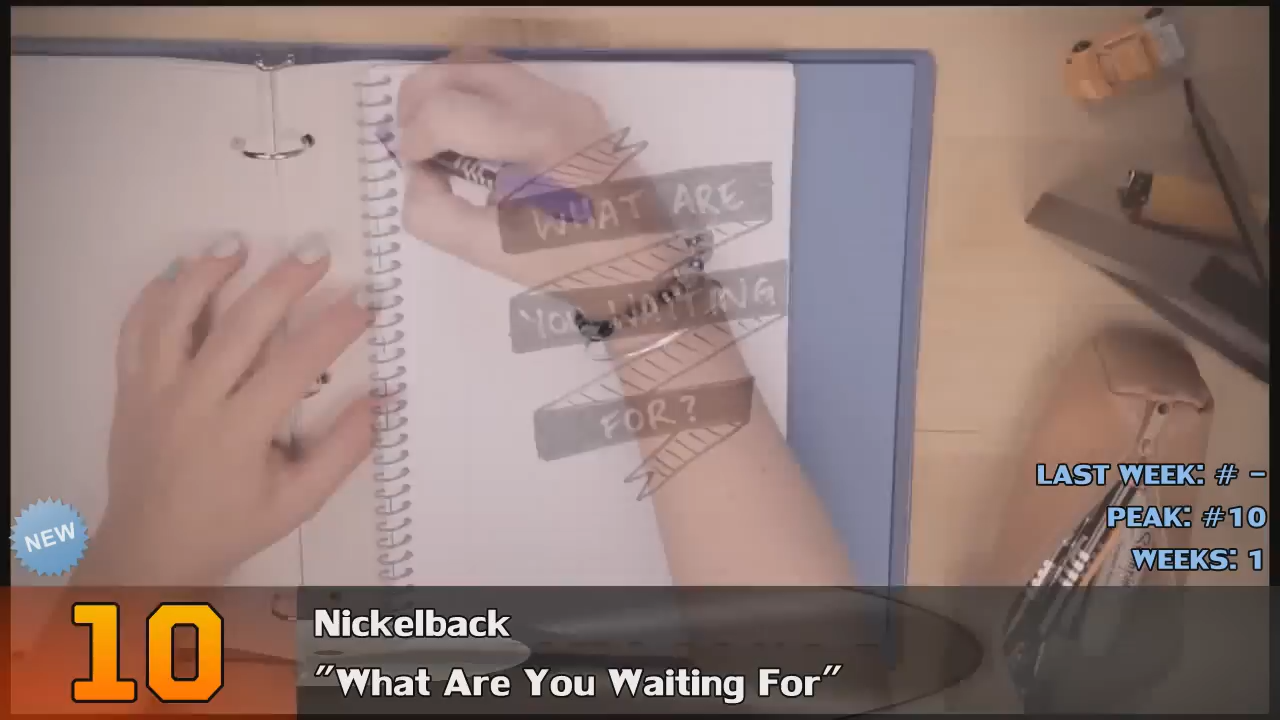 WHAT ARE
YOU WAITING
FOR?
LAST WEEK: # -
PEAK: #10
WEEKS: 1
NEW
10
Nickelback
"What Are You Waiting For"